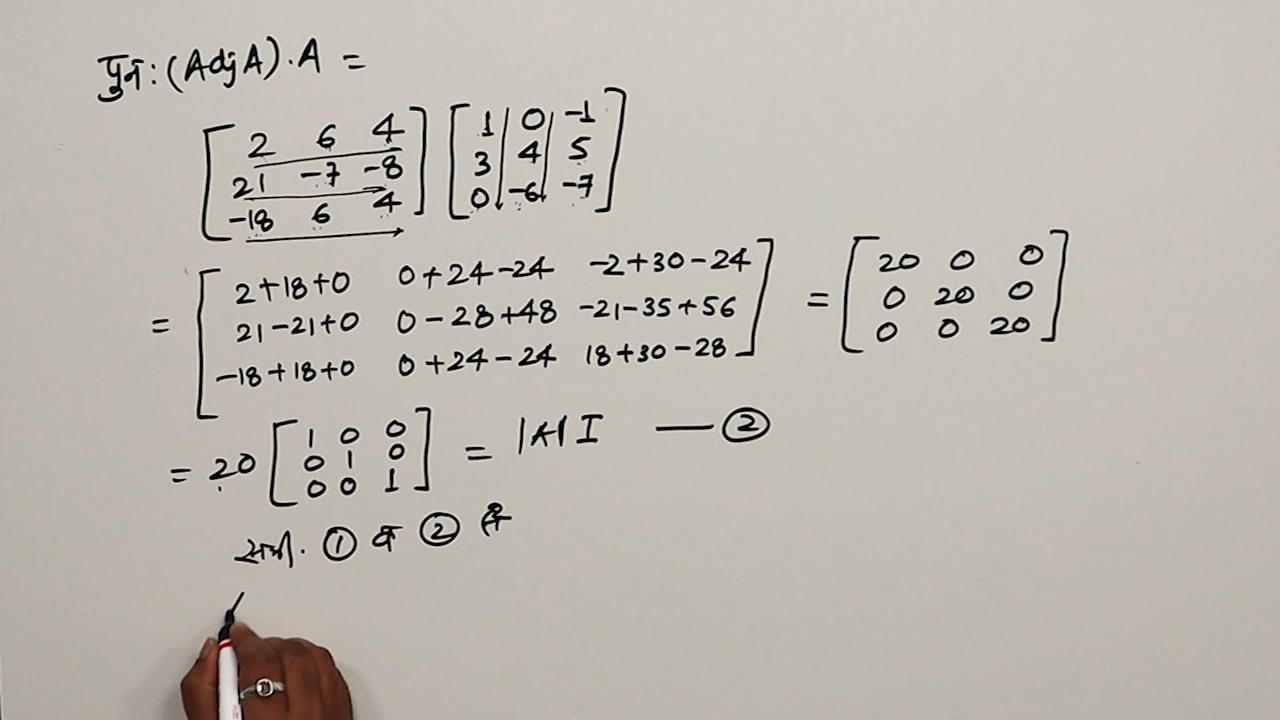 पुन: (Adj A) . A =
[ 2 6 4 ] [ 1 0 -1 ]
[ 21 -7 -8 ] [ 3 4 5 ]
[ -18 6 4 ] [ 0 -6 -7 ]
= [ 2+18+0 0+24-24 -2+30-24 ] = [ 20 0 0 ]
[ 21-21+0 0-28+48 -21-35+56 ] [ 0 20 0 ]
[ -18+18+0 0+24-24 18+30-28 ] [ 0 0 20 ]
= 20 [ 1 0 0 ] = |A| I — ②
[ 0 1 0 ]
[ 0 0 1 ]
समी. ① व ② से